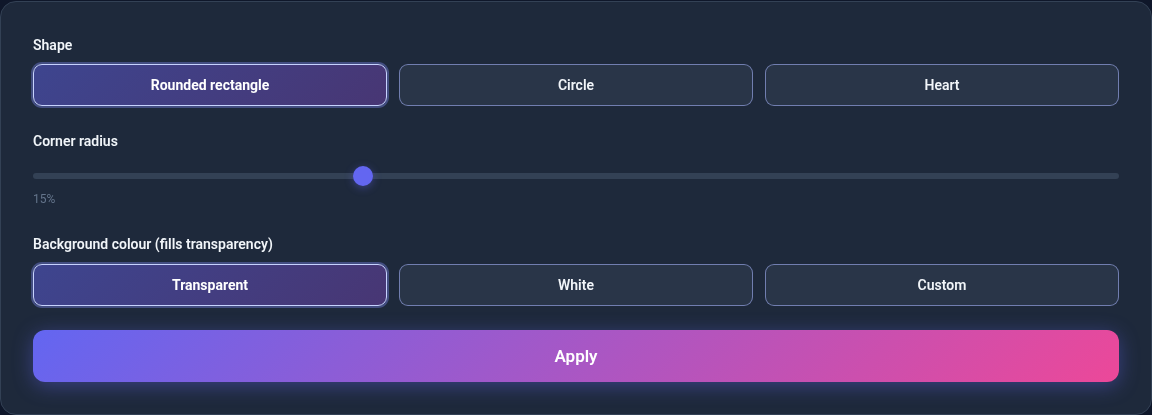 Shape
Rounded rectangle
Circle
Heart
Corner radius
15%
Background colour (fills transparency)
Transparent
White
Custom
Apply